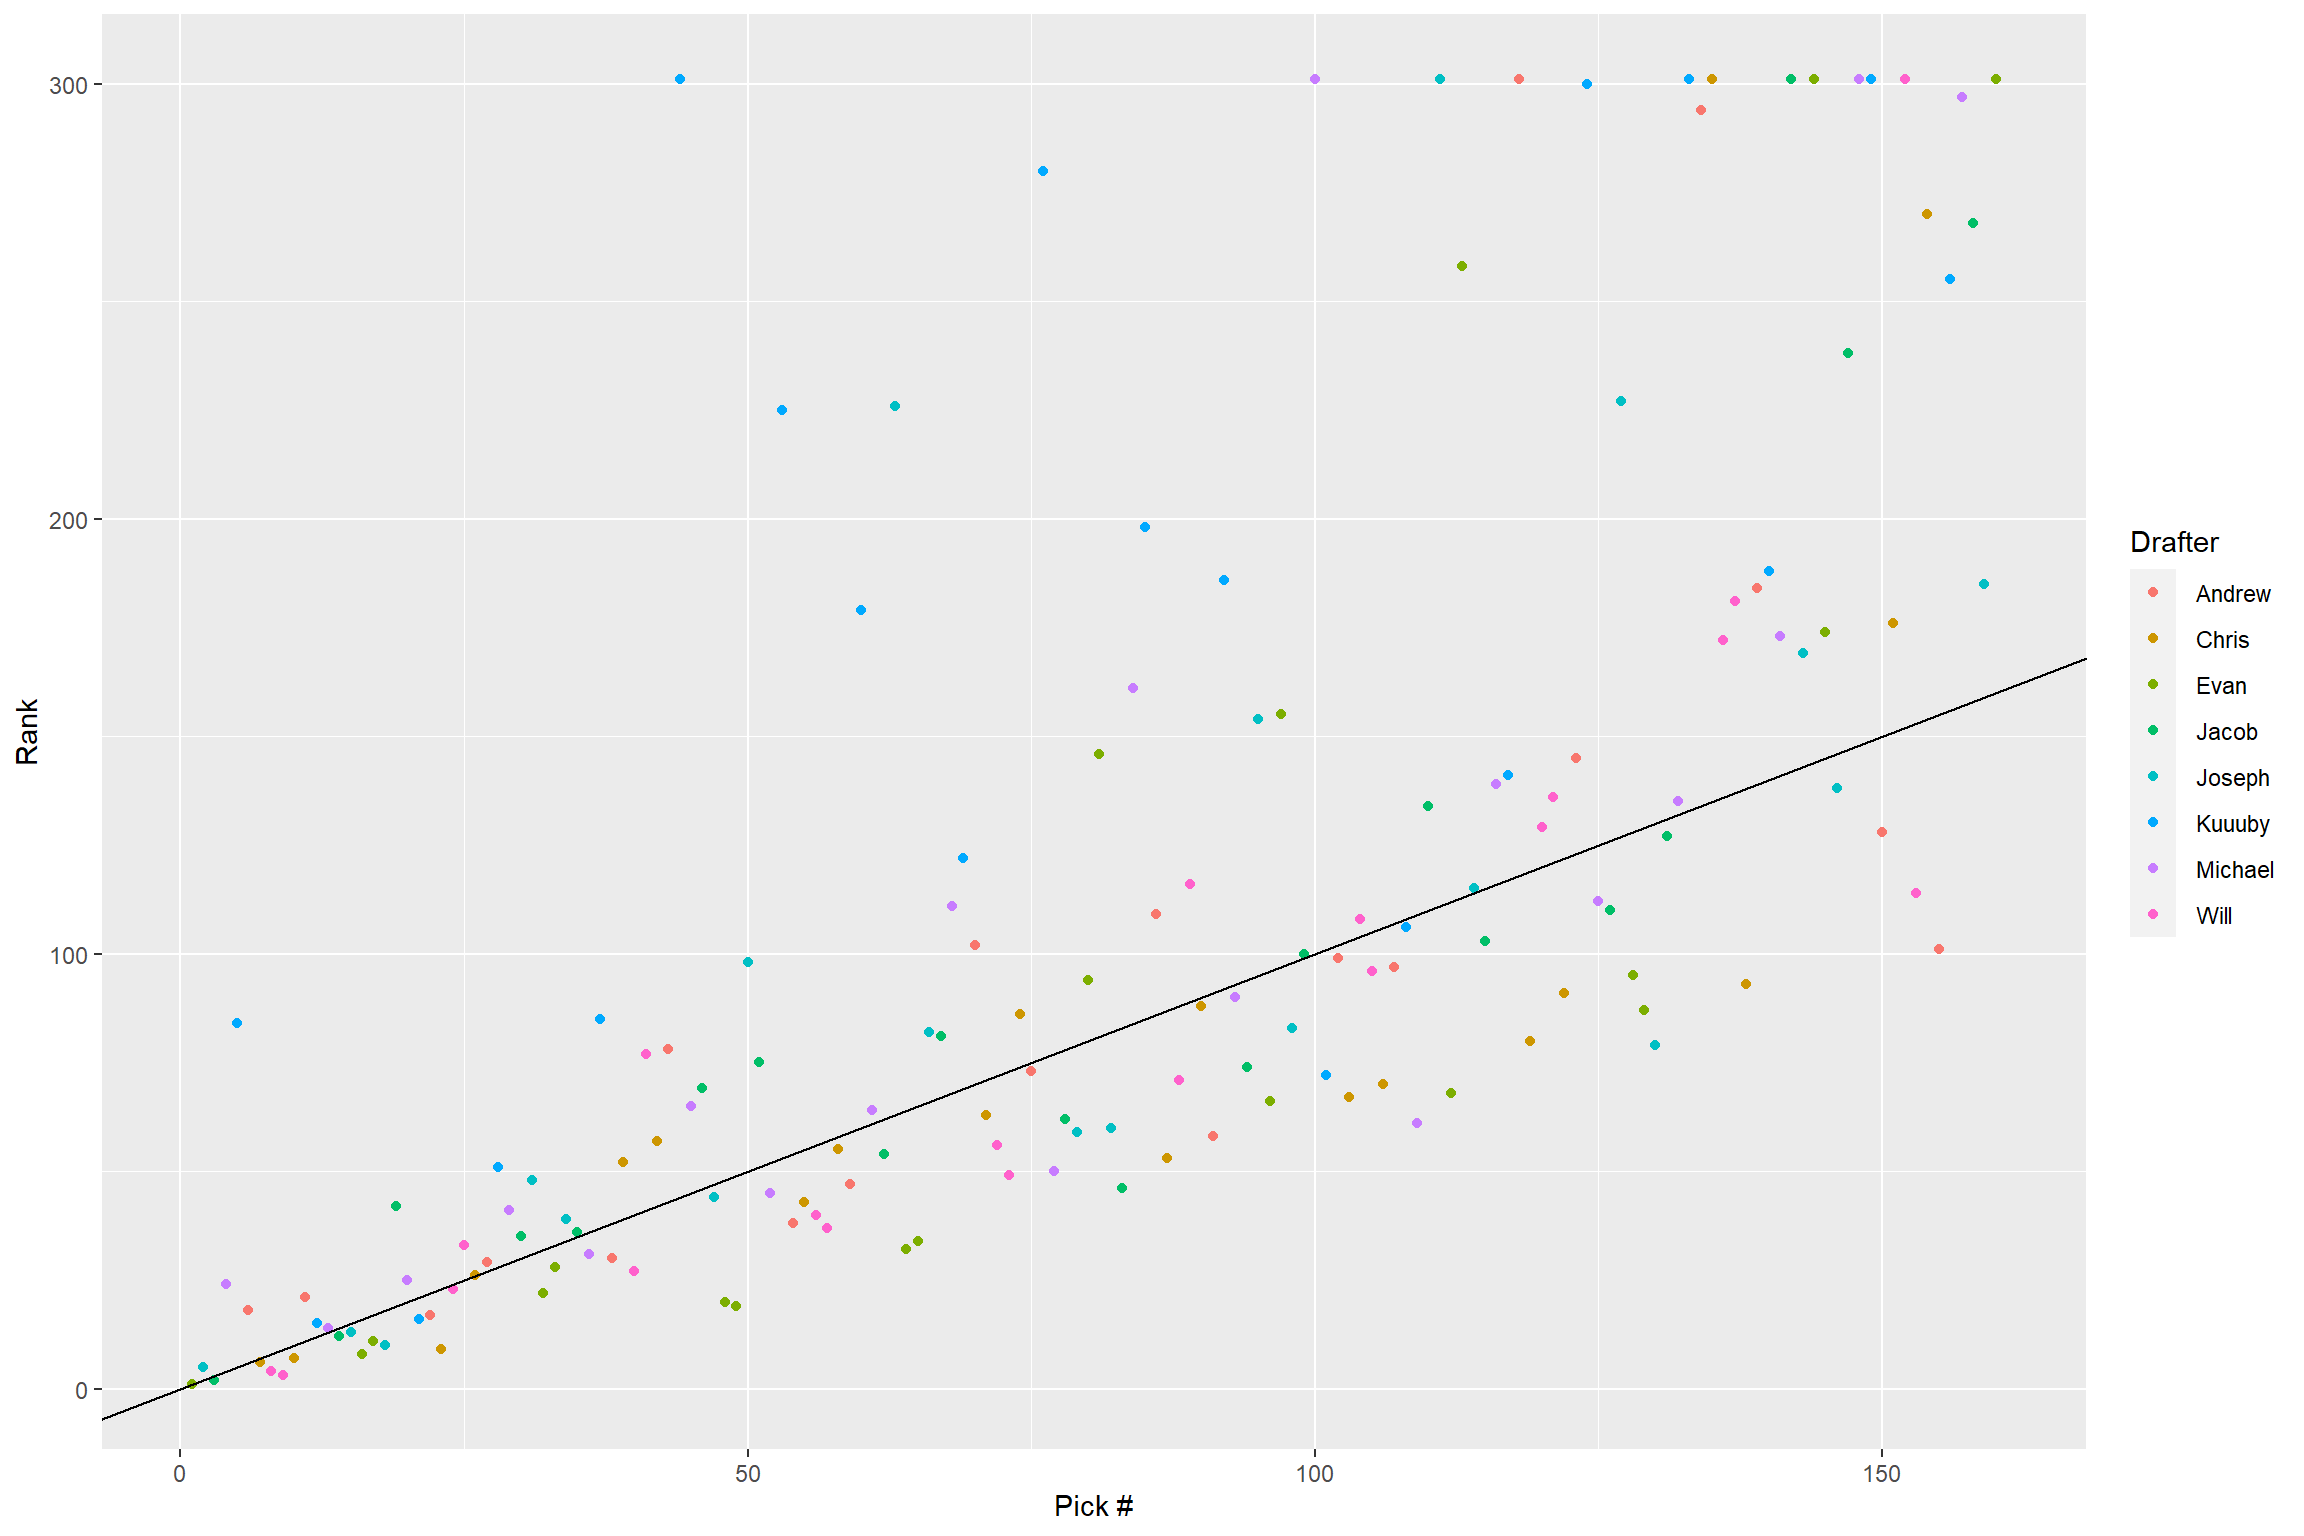 300
200
100
0
Rank
0
50
100
150
Pick #
Drafter
Andrew
Chris
Evan
Jacob
Joseph
Kuuuby
Michael
Will